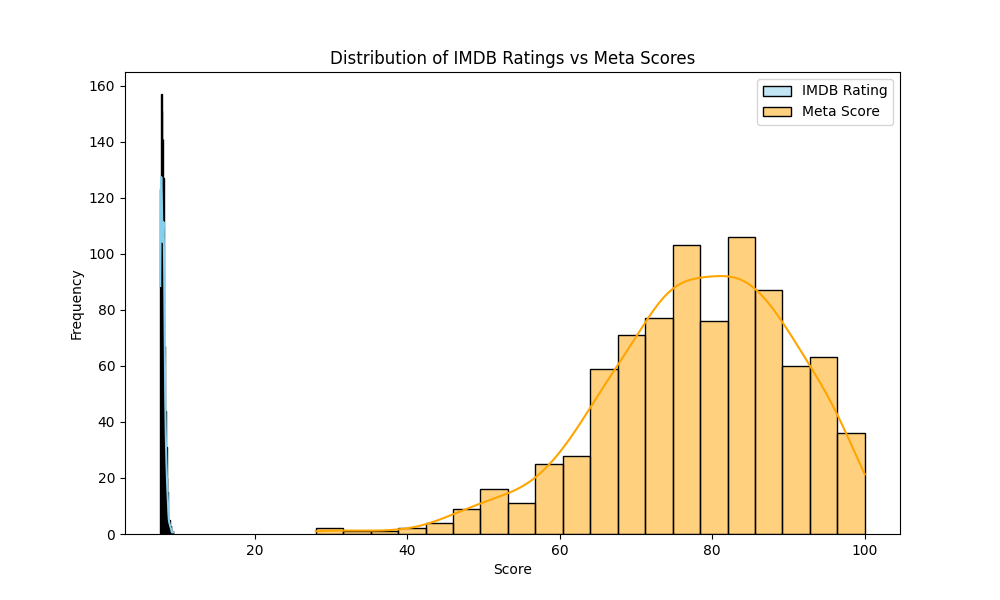 Distribution of IMDB Ratings vs Meta Scores
IMDB Rating
Meta Score
160
140
120
100
80
60
40
20
0
Frequency
20 40 60 80 100
Score